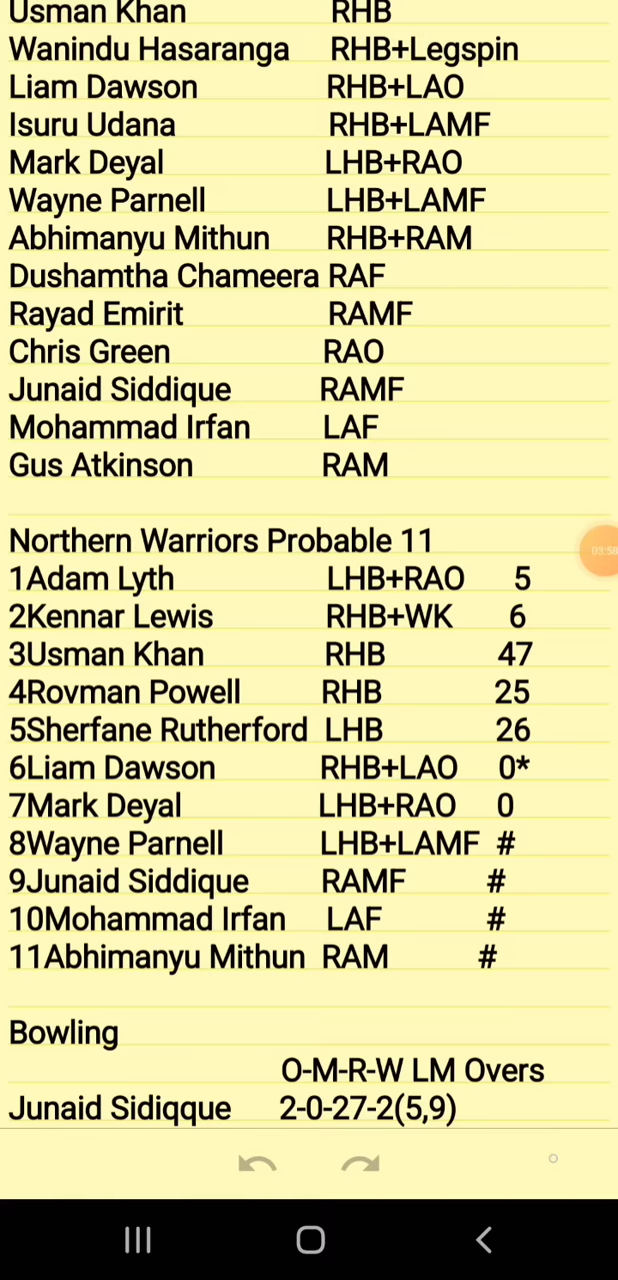 Usman Khan RHB
Wanindu Hasaranga RHB+Legspin
Liam Dawson RHB+LAO
Isuru Udana RHB+LAMF
Mark Deyal LHB+RAO
Wayne Parnell LHB+LAMF
Abhimanyu Mithun RHB+RAM
Dushamtha Chameera RAF
Rayad Emirit RAMF
Chris Green RAO
Junaid Siddique RAMF
Mohammad Irfan LAF
Gus Atkinson RAM
Northern Warriors Probable 11
03:58
1Adam Lyth LHB+RAO 5
2Kennar Lewis RHB+WK 6
3Usman Khan RHB 47
4Rovman Powell RHB 25
5Sherfane Rutherford LHB 26
6Liam Dawson RHB+LAO 0*
7Mark Deyal LHB+RAO 0
8Wayne Parnell LHB+LAMF #
9Junaid Siddique RAMF #
10Mohammad Irfan LAF #
11Abhimanyu Mithun RAM #
Bowling
O-M-R-W LM Overs
Junaid Sidiqque 2-0-27-2(5,9)